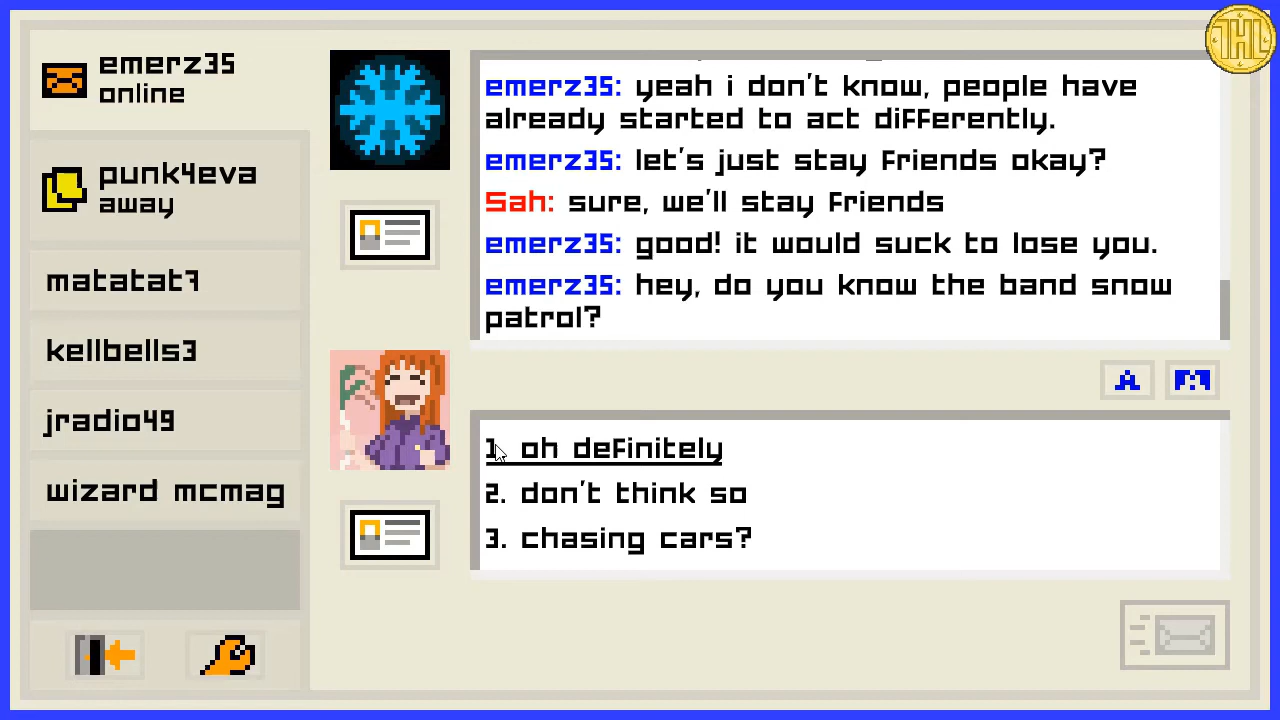 emerz35
online
punk4eva
away
matatat7
kellbells3
jradio49
wizard mcmag
emerz35: yeah i don't know, people have
already started to act differently.
emerz35: let's just stay friends okay?
Sah: sure, we'll stay friends
emerz35: good! it would suck to lose you.
emerz35: hey, do you know the band snow
patrol?
A
1. oh definitely
2. don't think so
3. chasing cars?
THL